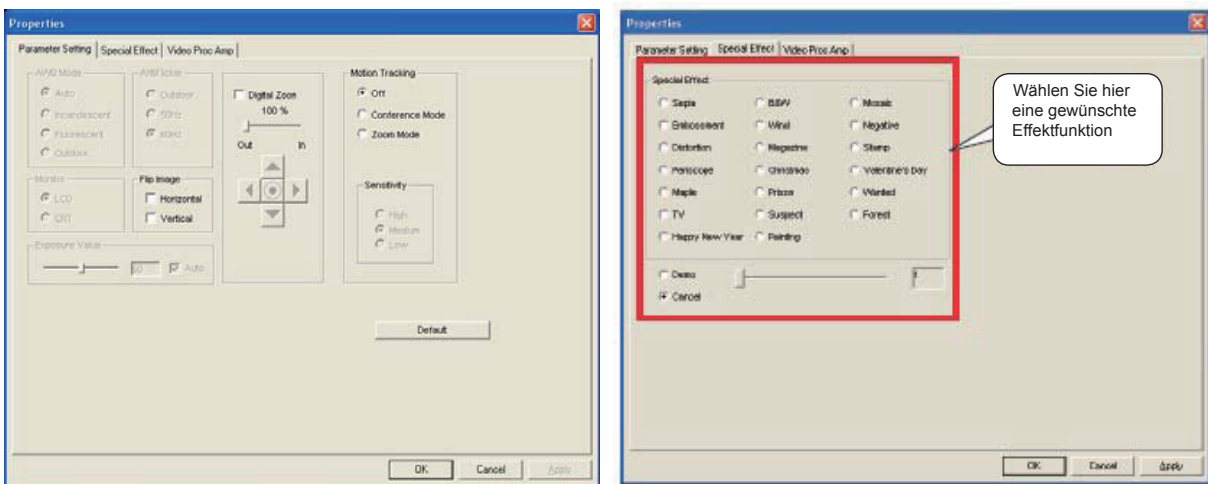 Properties
Parameter Setting Special Effect Video Proc Amp
AWB Mode
Auto
Incandescent
Fluorescent
Outdoor
AntiFlicker
Outdoor
50Hz
60Hz
Monitor
LCD
CRT
Flip Image
Horizontal
Vertical
Exposure Value
Auto
Digital Zoom
100 %
Out In
Motion Tracking
Off
Conference Mode
Zoom Mode
Sensitivity
High
Medium
Low
Default
OK Cancel Apply
Properties
Parameter Setting Special Effect Video Proc Amp
Special Effect
Sepia B&W Mosaic
Embossment Wind Negative
Distortion Magazine Stamp
Periscope Christmas Valentine's Day
Maple Prison Wanted
TV Suspect Forest
Happy New Year Painting
Demo
Cancel
Wählen Sie hier
eine gewünschte
Effektfunktion
OK Cancel Apply